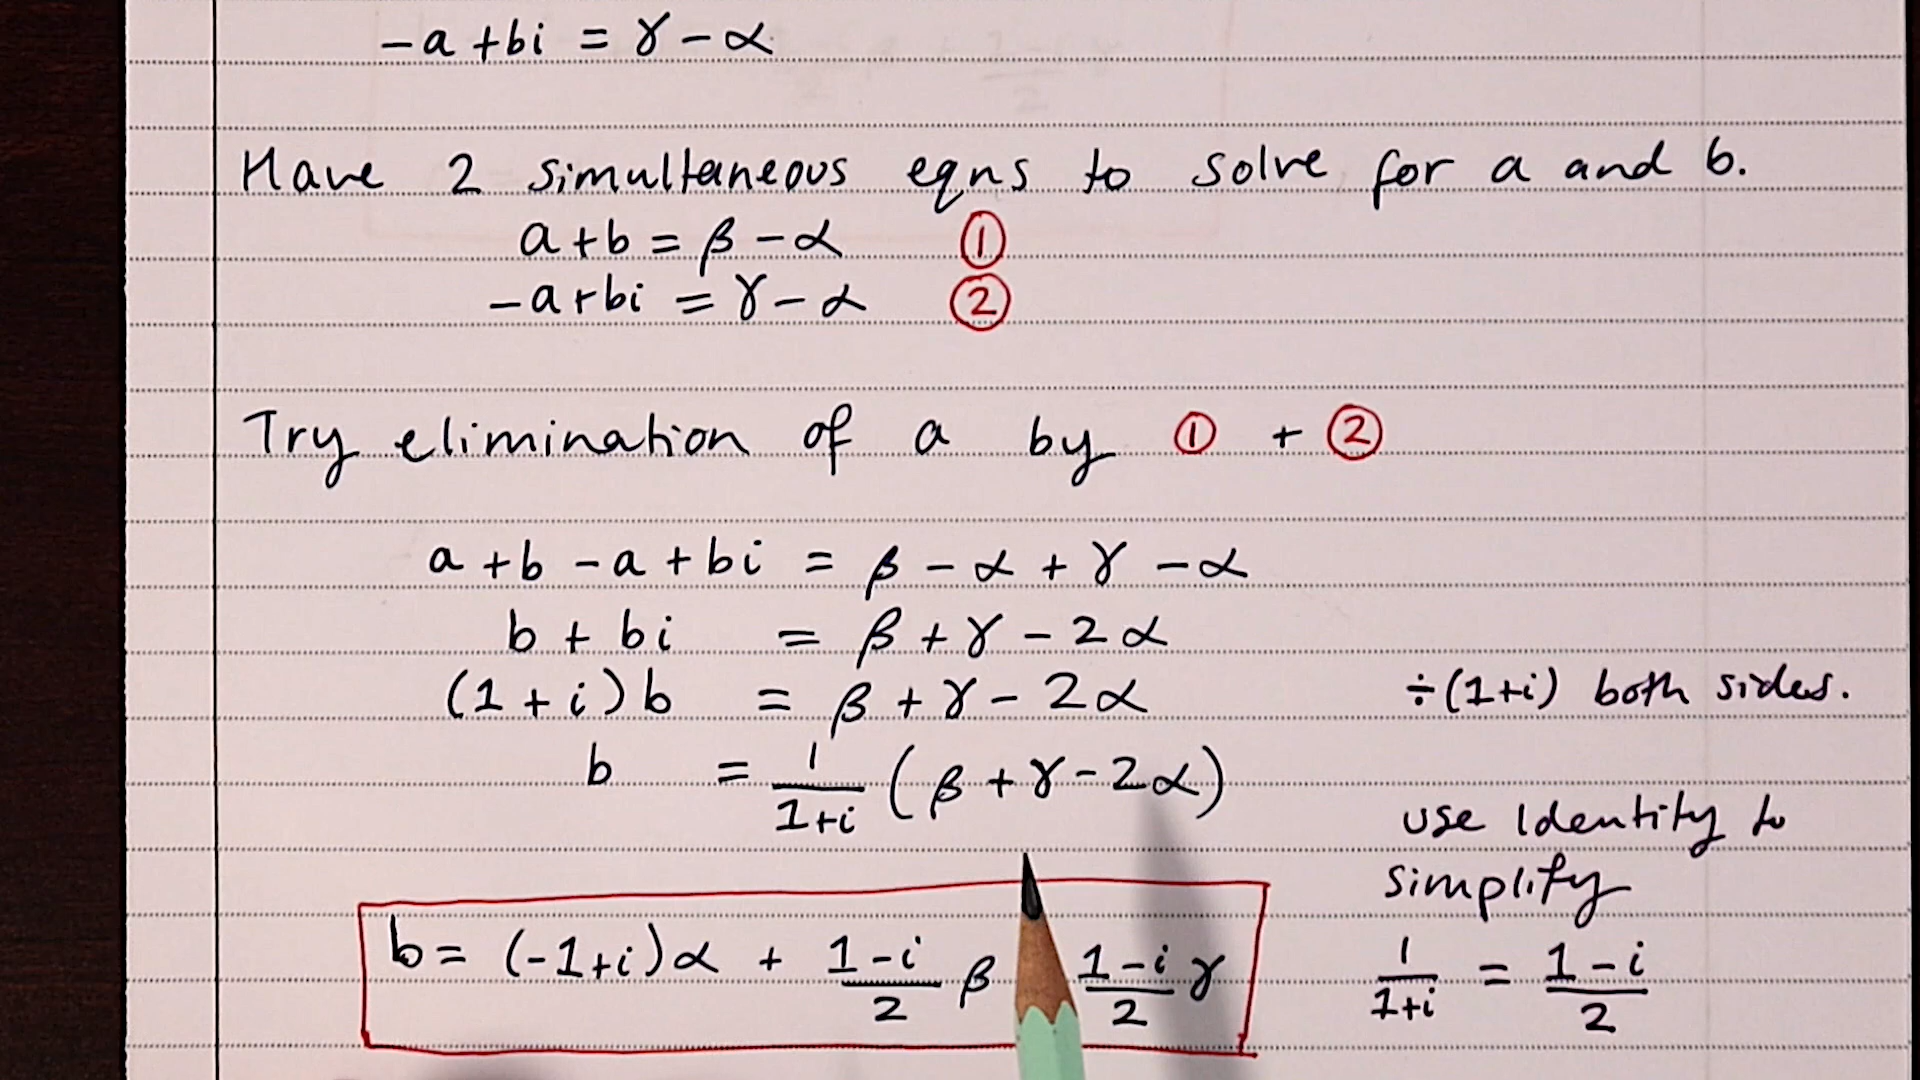 -a+bi = γ - α
Have 2 simultaneous eqns to solve for a and b.
a+b = β - α ①
-a+bi = γ - α ②
Try elimination of a by ① + ②
a + b - a + bi = β - α + γ - α
b + bi = β + γ - 2α
(1+i)b = β + γ - 2α ÷(1+i) both sides.
b = 1/(1+i) (β + γ - 2α)
use Identity to
simplify
b = (-1+i)α + (1-i)/2 β (1-i)/2 γ
1/(1+i) = (1-i)/2